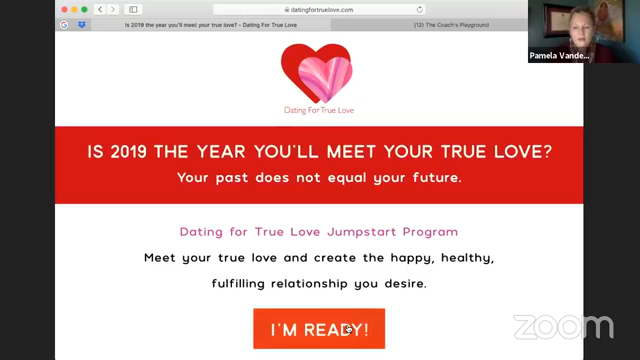 datingfortruelove.com
Is 2019 the year you'll meet your true love? - Dating For True Love
(12) The Coach's Playground
Pamela Vande...
Dating For True Love
IS 2019 THE YEAR YOU'LL MEET YOUR TRUE LOVE?
Your past does not equal your future.
Dating for True Love Jumpstart Program
Meet your true love and create the happy, healthy,
fulfilling relationship you desire.
I'M READY!
zoom